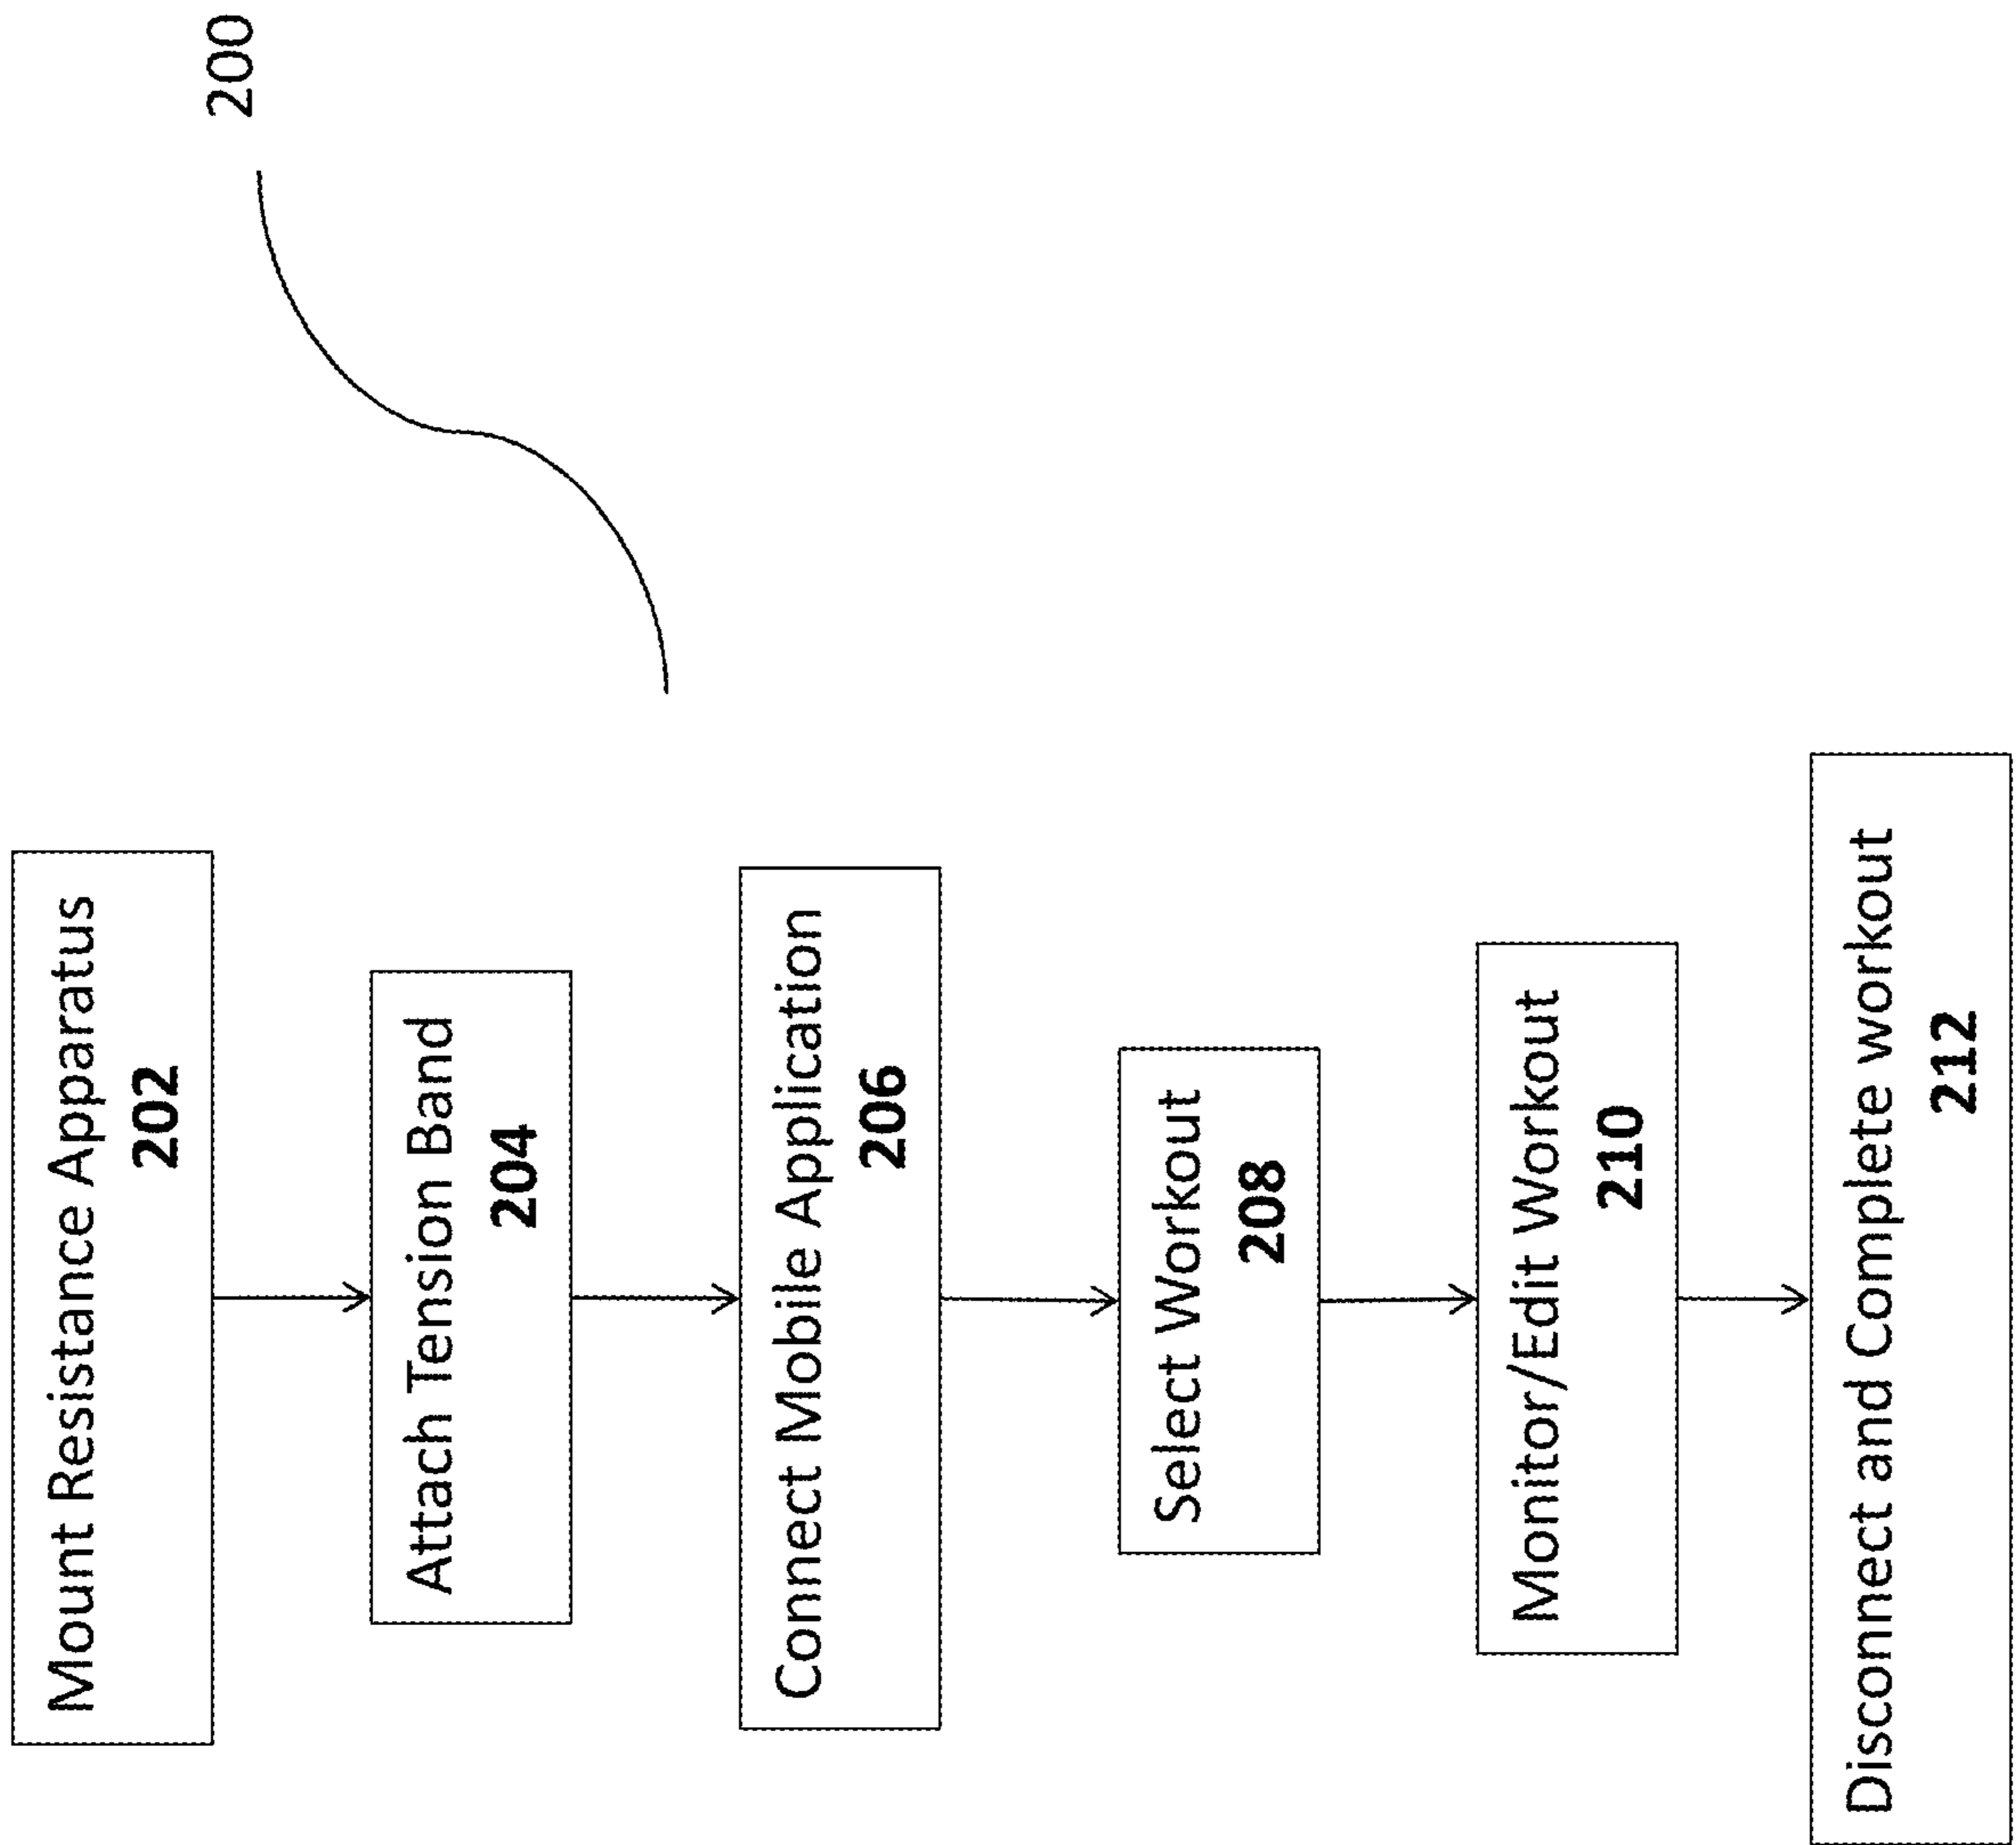 200
Mount Resistance Apparatus
202
Attach Tension Band
204
Connect Mobile Application
206
Select Workout
208
Monitor/Edit Workout
210
Disconnect and Complete workout
212